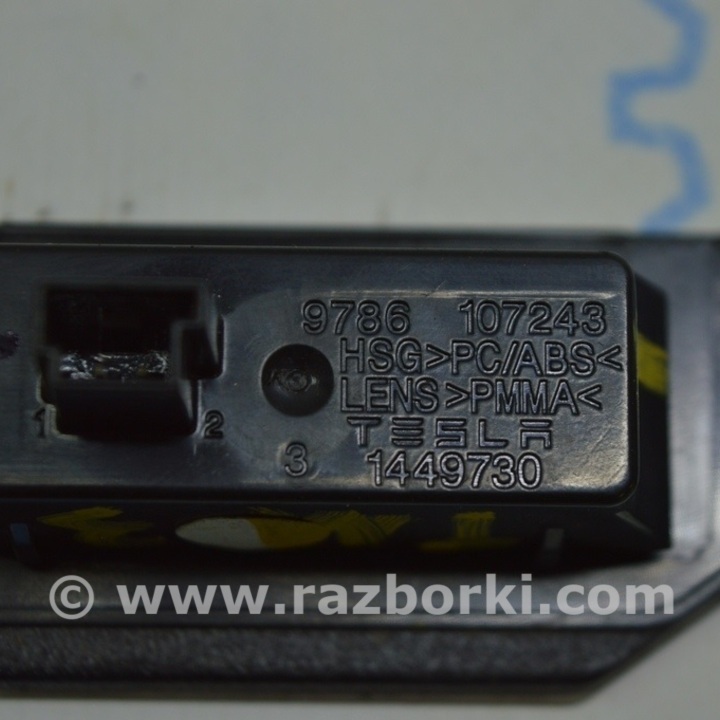 9786 107243
HSG>PC/ABS<
LENS>PMMA<
1 2
TESLA
3 1449730
© www.razborki.com